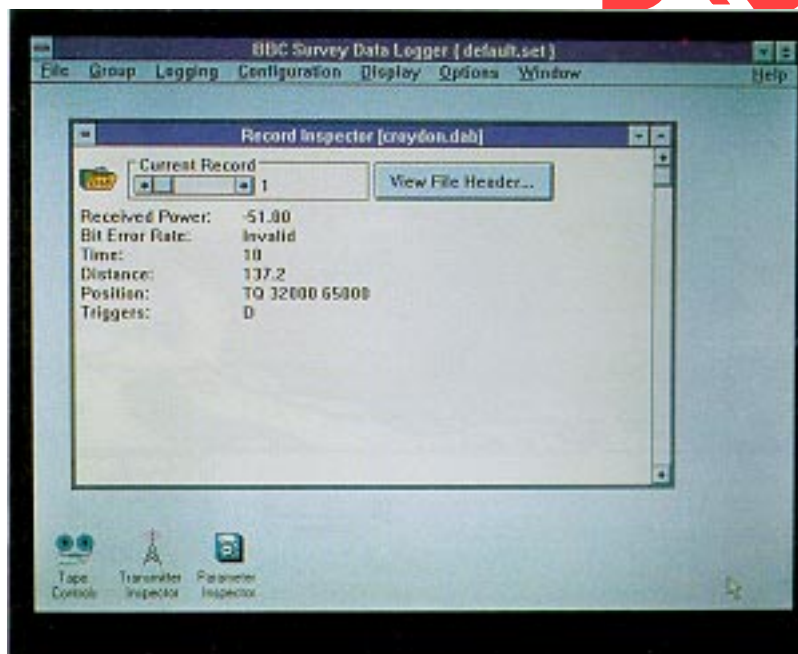 BBC Survey Data Logger { default.set }
File Group Logging Configuration Display Options Window Help
Record Inspector [croydon.dab]
Current Record
1
View File Header...
Received Power: -51.00
Bit Error Rate: Invalid
Time: 10
Distance: 137.2
Position: TQ 32000 65000
Triggers: D
Tape Controls
Transmitter Inspector
Parameter Inspector